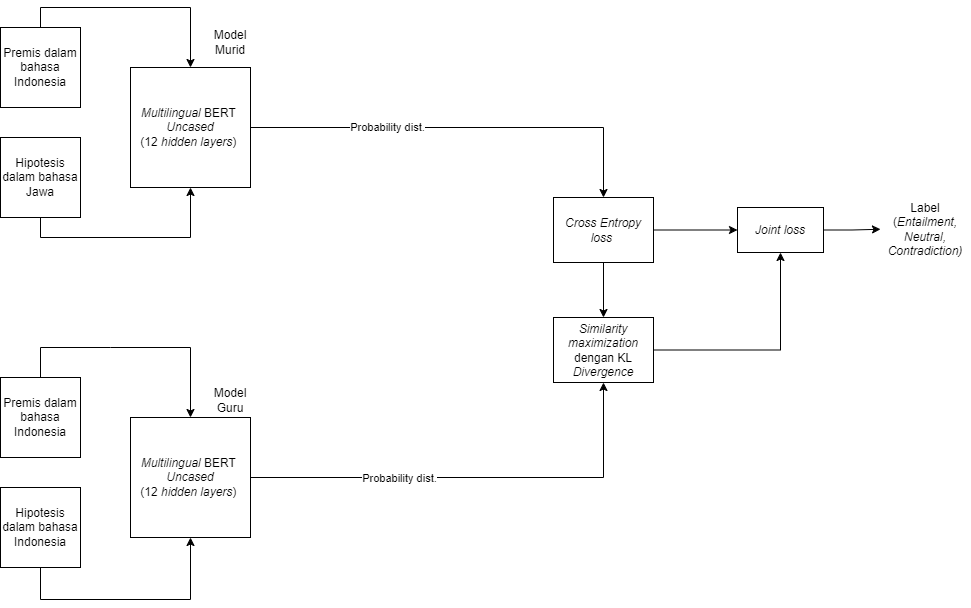 Premis dalam
bahasa
Indonesia
Model
Murid
Multilingual BERT
Uncased
(12 hidden layers)
Hipotesis
dalam bahasa
Jawa
Probability dist.
Cross Entropy
loss
Joint loss
Label
(Entailment,
Neutral,
Contradiction)
Similarity
maximization
dengan KL
Divergence
Premis dalam
bahasa
Indonesia
Model
Guru
Multilingual BERT
Uncased
(12 hidden layers)
Probability dist.
Hipotesis
dalam bahasa
Indonesia